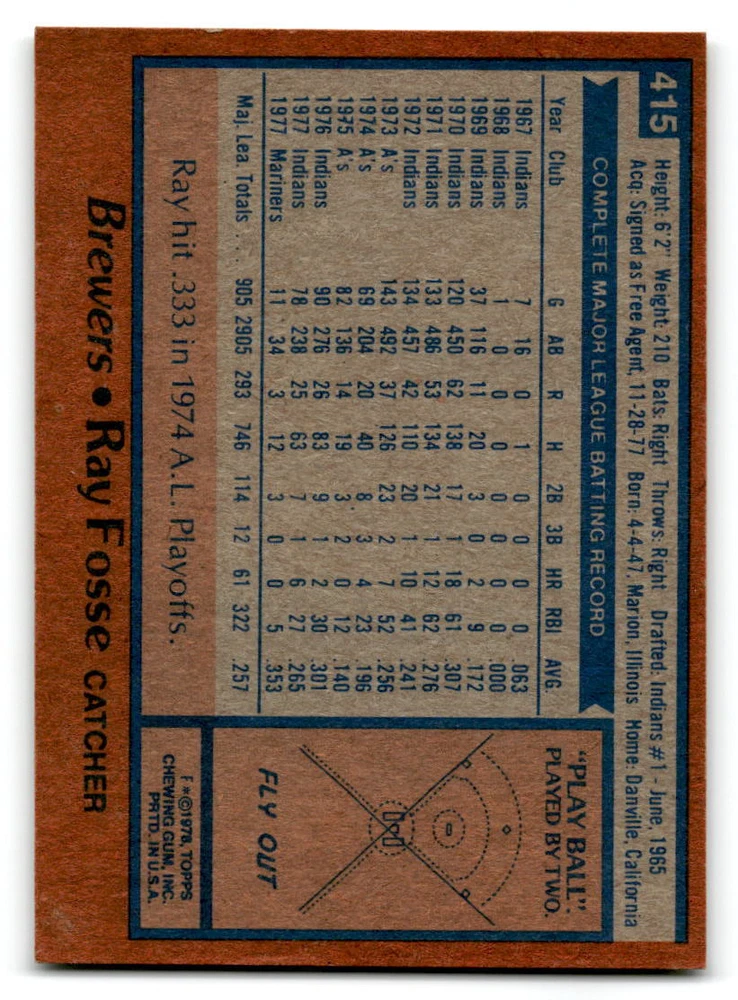 415
Height: 6'2" Weight: 210 Bats: Right Throws: Right Drafted: Indians #1 - June, 1965
Acq: Signed as Free Agent, 11-28-77 Born: 4-4-47, Marion, Illinois Home: Danville, California
COMPLETE MAJOR LEAGUE BATTING RECORD
Year Club G AB R H 2B 3B HR RBI AVG.
1967 Indians 7 16 0 1 0 0 0 0 .063
1968 Indians 1 0 0 0 0 0 0 0 .000
1969 Indians 37 116 11 20 3 0 2 9 .172
1970 Indians 120 450 62 138 17 1 18 61 .307
1971 Indians 133 486 53 134 21 1 12 62 .276
1972 Indians 134 457 42 110 20 1 10 41 .241
1973 A's 143 492 37 126 23 2 7 52 .256
1974 A's 69 204 20 40 8 3 4 23 .196
1975 A's 82 136 14 19 3 2 0 12 .140
1976 Indians 90 276 26 83 9 1 2 30 .301
1977 Indians 78 238 25 63 7 1 6 27 .265
1977 Mariners 11 34 3 12 3 0 0 5 .353
Maj. Lea. Totals .... 905 2905 293 746 114 12 61 322 .257
Ray hit .333 in 1974 A.L. Playoffs.
"PLAY BALL":
PLAYED BY TWO.
FLY OUT
F*©1978, TOPPS
CHEWING GUM, INC.
PRTD. IN U.S.A.
Brewers • Ray Fosse CATCHER